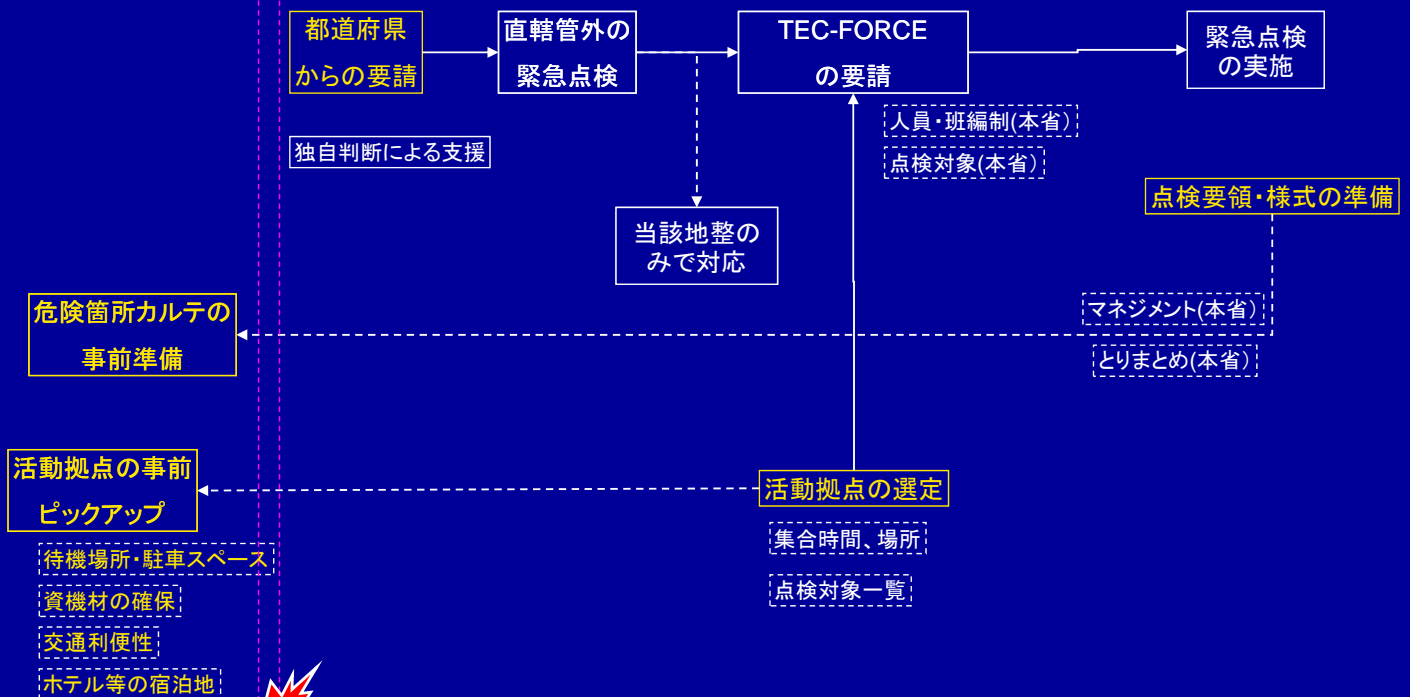 都道府県
からの要請
直轄管外の
緊急点検
TEC-FORCE
の要請
緊急点検
の実施
人員・班編制(本省)
点検対象(本省)
独自判断による支援
点検要領・様式の準備
当該地整の
みで対応
危険箇所カルテの
事前準備
マネジメント(本省)
とりまとめ(本省)
活動拠点の事前
ピックアップ
活動拠点の選定
集合時間、場所
点検対象一覧
待機場所・駐車スペース
資機材の確保
交通利便性
ホテル等の宿泊地